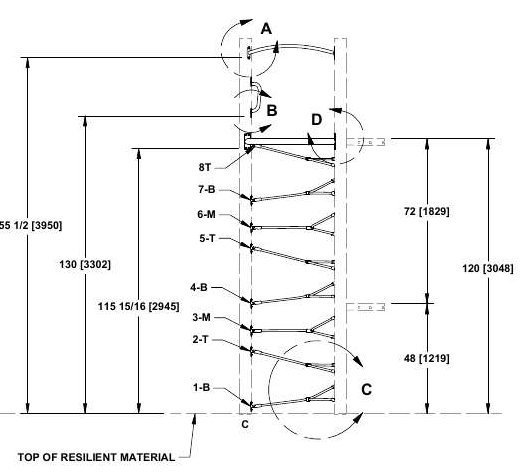 A
B
D
8T
7-B
6-M
5-T
4-B
3-M
2-T
1-B
C
C
55 1/2 [3950]
130 [3302]
115 15/16 [2945]
72 [1829]
120 [3048]
48 [1219]
TOP OF RESILIENT MATERIAL